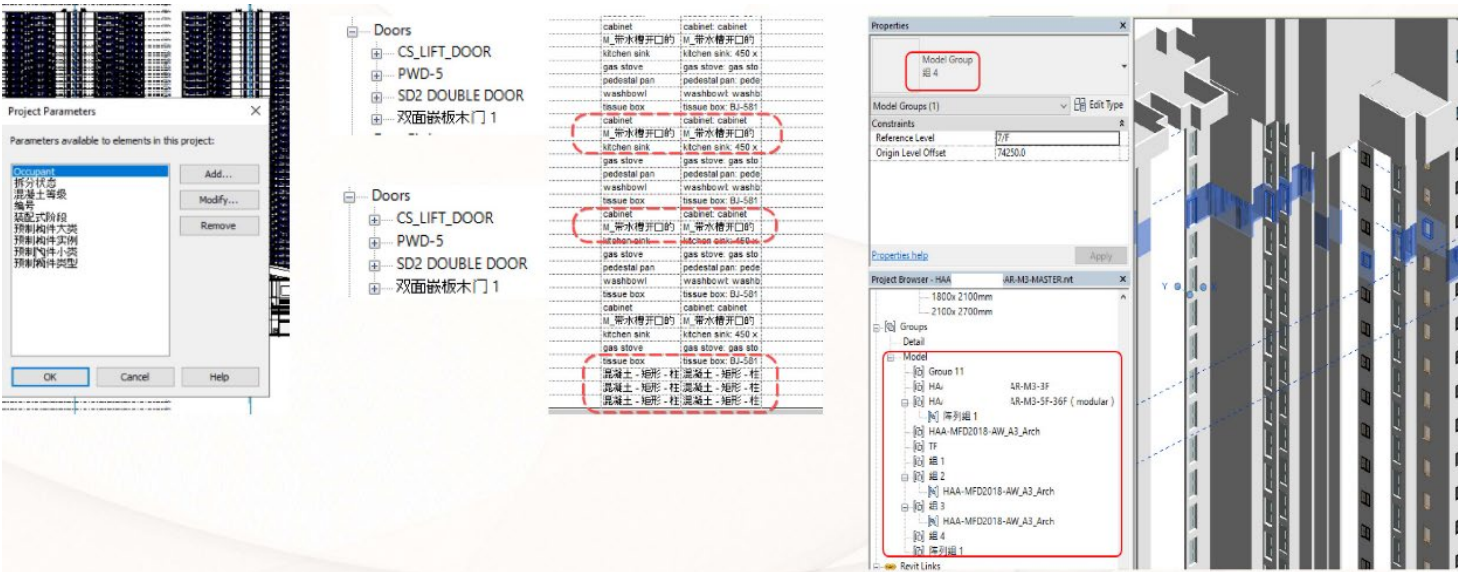 Project Parameters
Parameters available to elements in this project:
Occupant
拆分状态
混凝土等级
编号
装配式阶段
预制构件大类
预制构件实例
预制构件小类
预制构件类型
Add...
Modify...
Remove
OK
Cancel
Help
Doors
CS_LIFT_DOOR
PWD-5
SD2 DOUBLE DOOR
双面嵌板木门 1
Doors
CS_LIFT_DOOR
PWD-5
SD2 DOUBLE DOOR
双面嵌板木门 1
cabinet cabinet: cabinet
M_带水槽开口的 M_带水槽开口的
kitchen sink kitchen sink: 450 x
gas stove gas stove: gas sto
pedestal pan pedestal pan: pede
washbowl washbowl: washb
tissue box tissue box: BJ-581
cabinet cabinet: cabinet
M_带水槽开口的 M_带水槽开口的
kitchen sink kitchen sink: 450 x
gas stove gas stove: gas sto
pedestal pan pedestal pan: pede
washbowl washbowl: washb
tissue box tissue box: BJ-581
cabinet cabinet: cabinet
M_带水槽开口的 M_带水槽开口的
kitchen sink kitchen sink: 450 x
gas stove gas stove: gas sto
pedestal pan pedestal pan: pede
washbowl washbowl: washb
tissue box tissue box: BJ-581
cabinet cabinet: cabinet
M_带水槽开口的 M_带水槽开口的
kitchen sink kitchen sink: 450 x
gas stove gas stove: gas sto
tissue box tissue box: BJ-581
混凝土 - 矩形 - 柱 混凝土 - 矩形 - 柱
混凝土 - 矩形 - 柱 混凝土 - 矩形 - 柱
混凝土 - 矩形 - 柱 混凝土 - 矩形 - 柱
Properties
Model Group
組 4
Model Groups (1)
Edit Type
Constraints
Reference Level 7/F
Origin Level Offset 74250.0
Properties help
Apply
Project Browser - HAA AR-M3-MASTER.rvt
1800x 2100mm
2100x 2700mm
Groups
Detail
Model
Group 11
HA AR-M3-3F
HA AR-M3-5F-36F ( modular )
阵列組 1
HAA-MFD2018-AW_A3_Arch
TF
組 1
組 2
HAA-MFD2018-AW_A3_Arch
組 3
HAA-MFD2018-AW_A3_Arch
組 4
阵列組 1
Revit Links